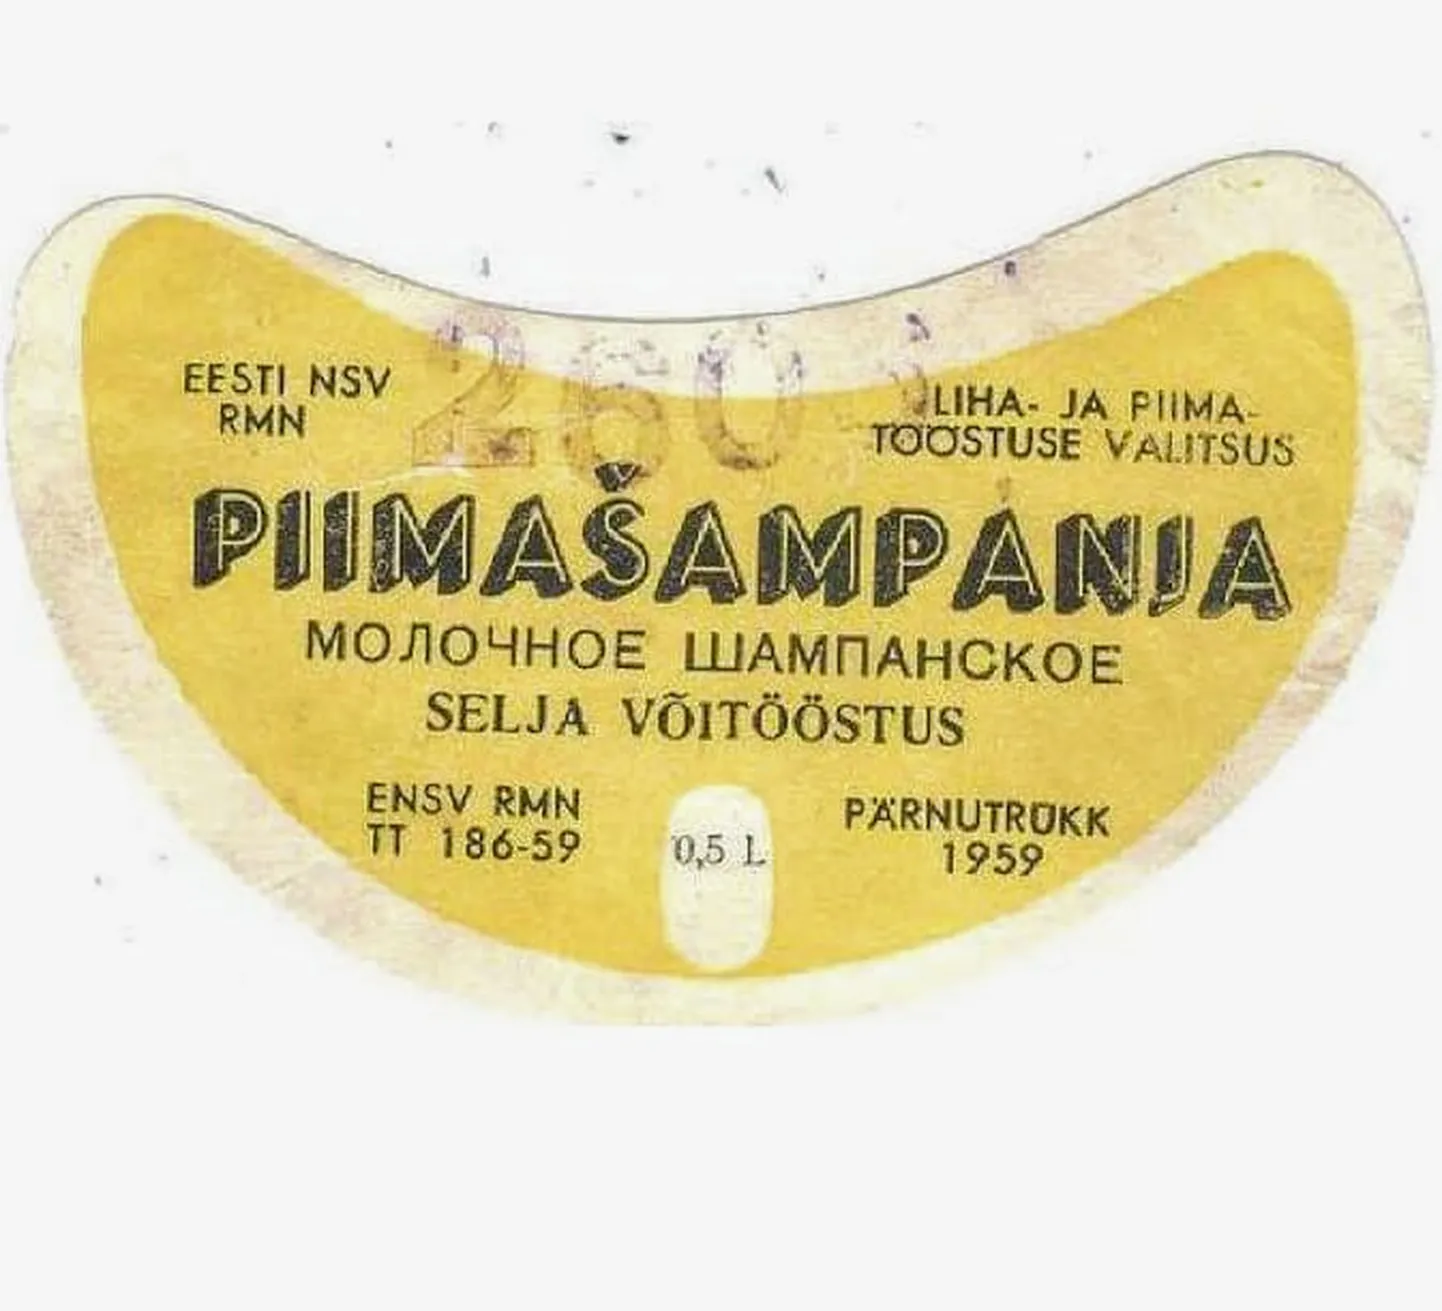 EESTI NSV
RMN
260
LIHA- JA PIIMA-
TÖÖSTUSE VALITSUS
PIIMAŠAMPANJA
МОЛОЧНОЕ ШАМПАНСКОЕ
SELJA VÕITÖÖSTUS
ENSV RMN
TT 186-59
0,5 L
PÄRNUTRÜKK
1959